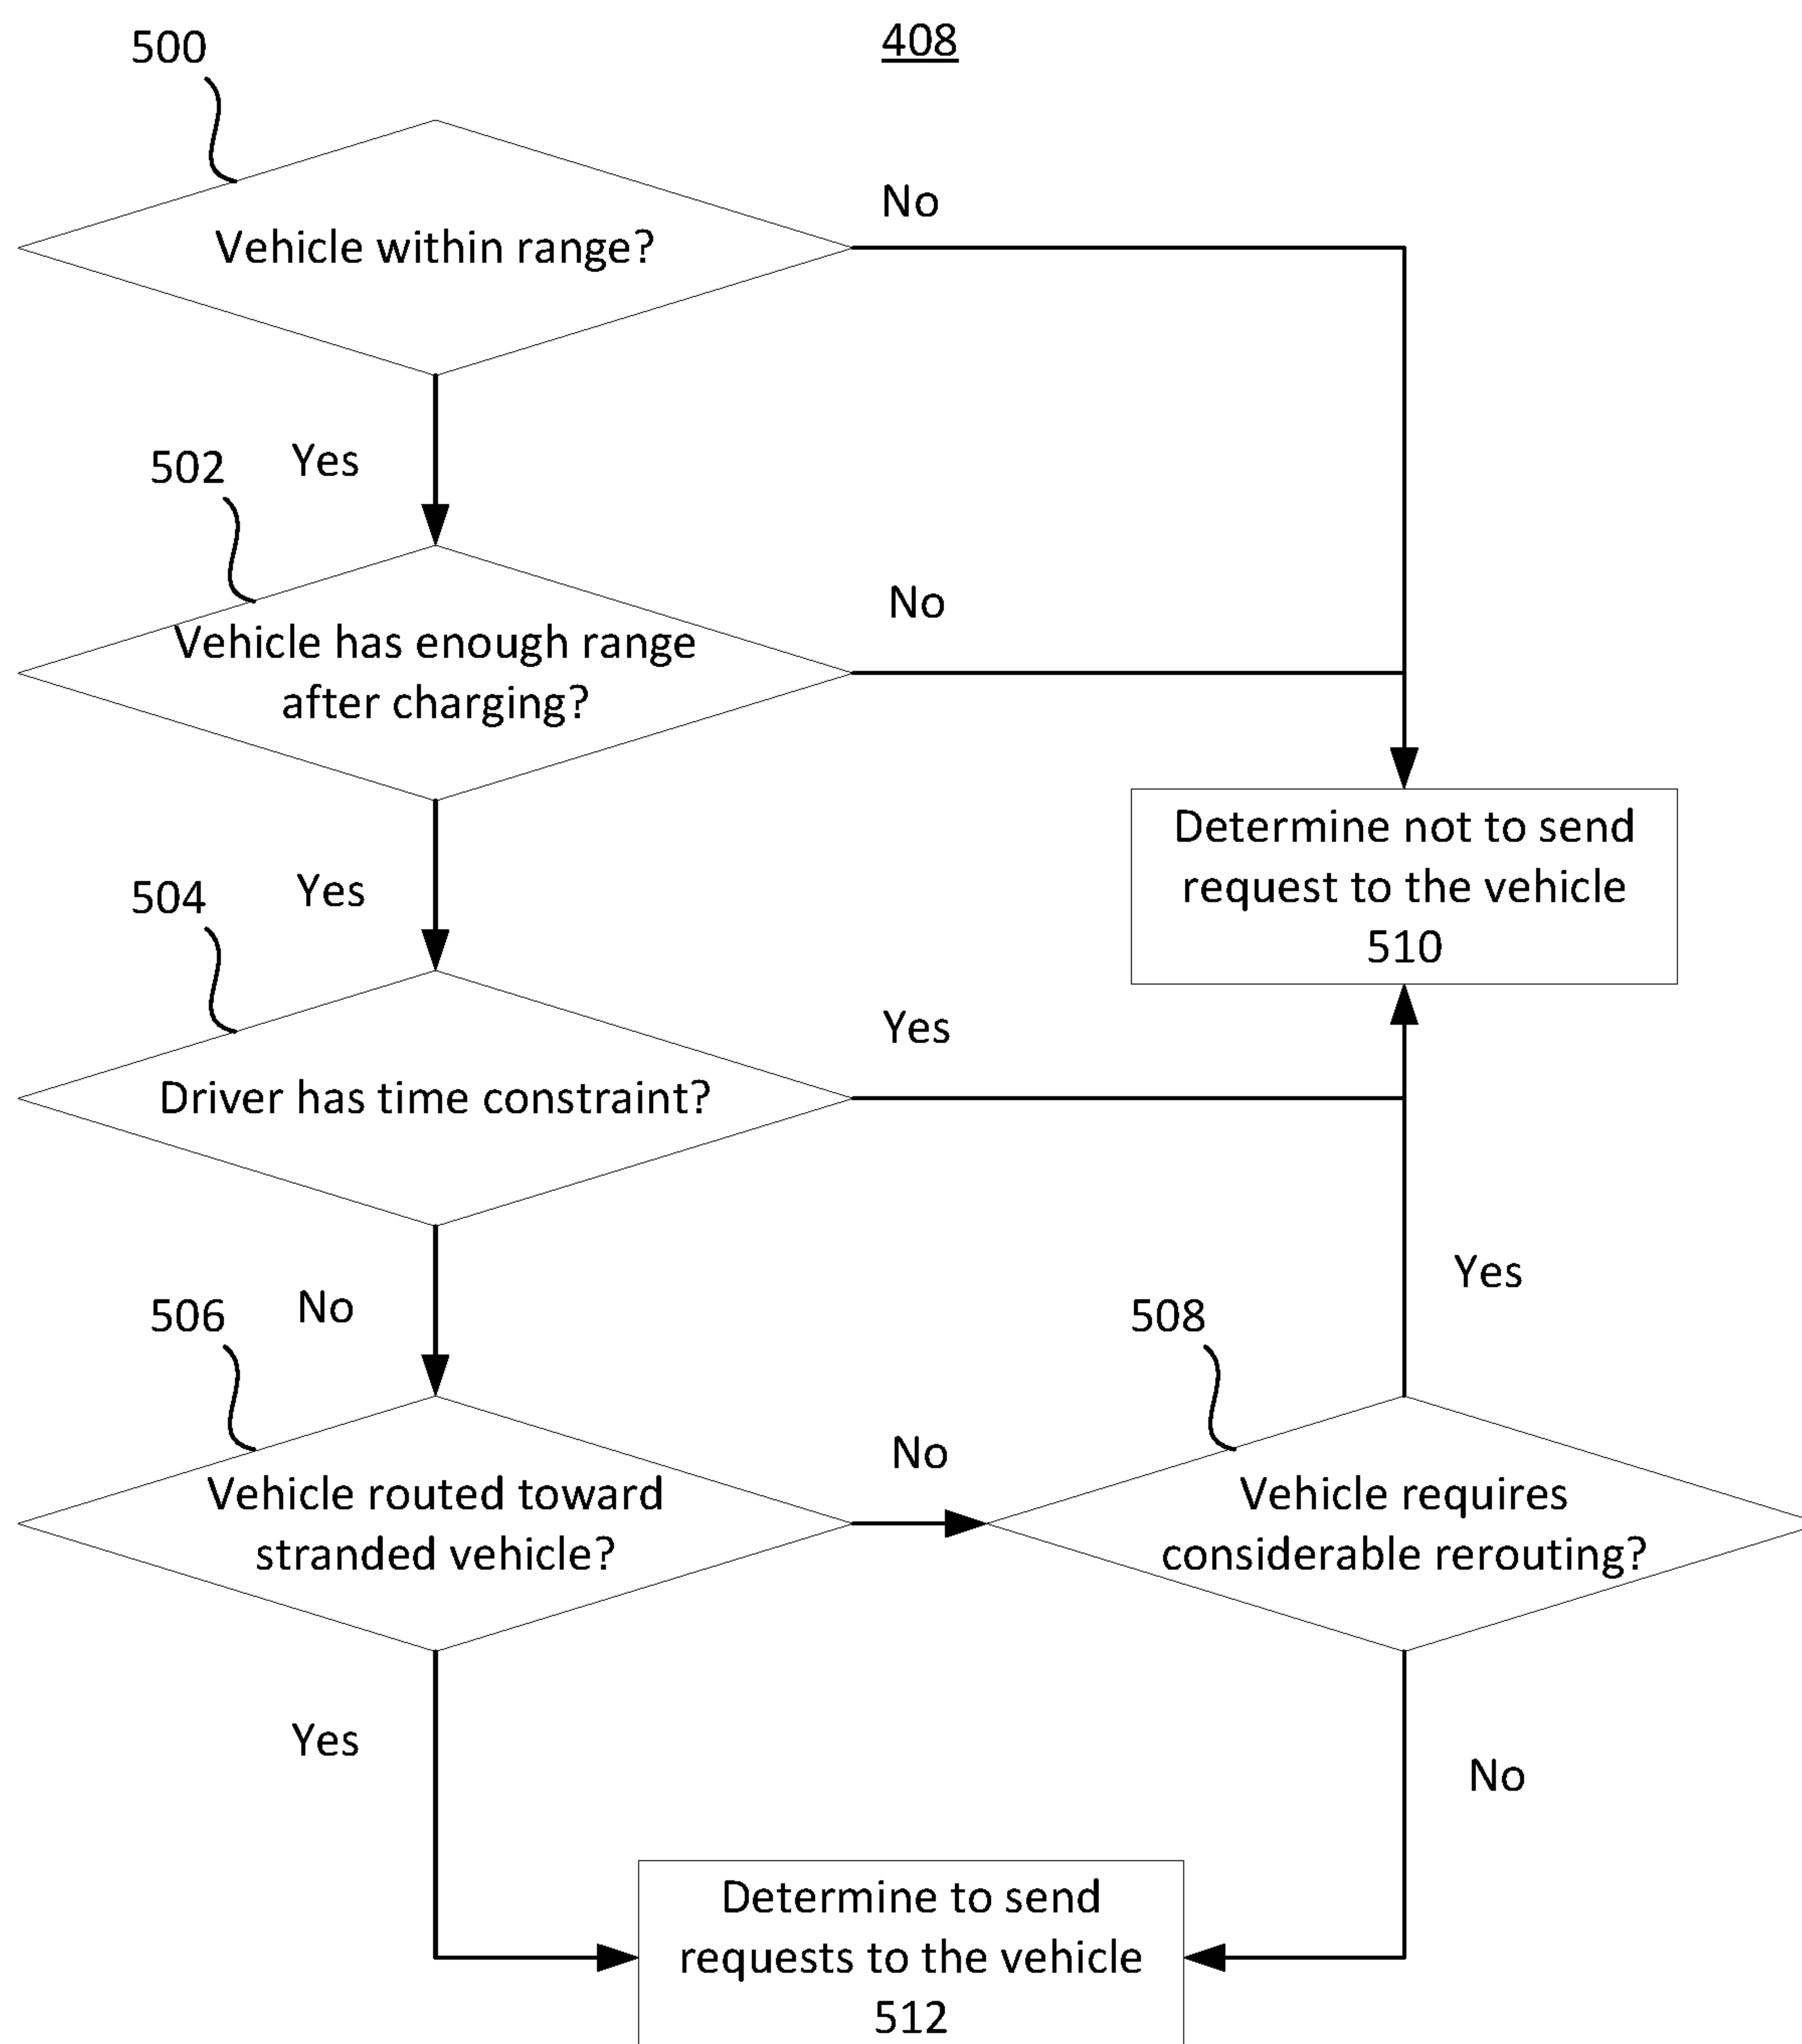 500
408
Vehicle within range?
No
Yes
502
Vehicle has enough range
after charging?
No
Yes
504
Driver has time constraint?
Yes
Determine not to send
request to the vehicle
510
No
506
Vehicle routed toward
stranded vehicle?
No
508
Vehicle requires
considerable rerouting?
Yes
Yes
No
Determine to send
requests to the vehicle
512